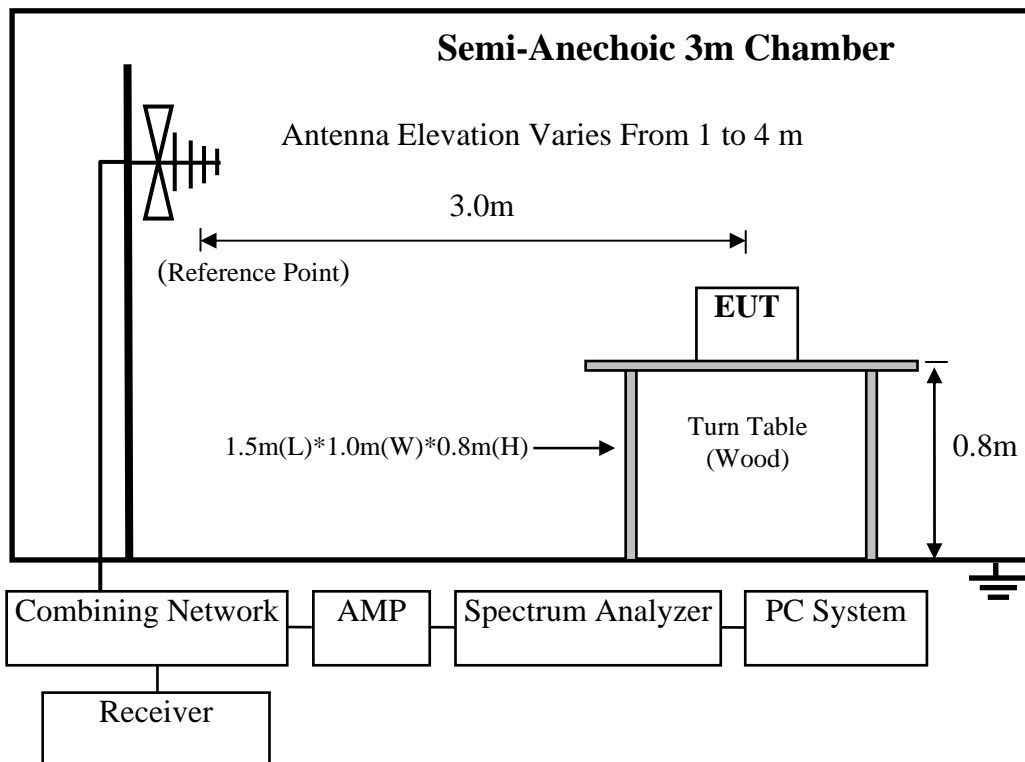 Semi-Anechoic 3m Chamber
Antenna Elevation Varies From 1 to 4 m
3.0m
(Reference Point)
EUT
1.5m(L)*1.0m(W)*0.8m(H)
Turn Table
(Wood)
0.8m
Combining Network
AMP
Spectrum Analyzer
PC System
Receiver